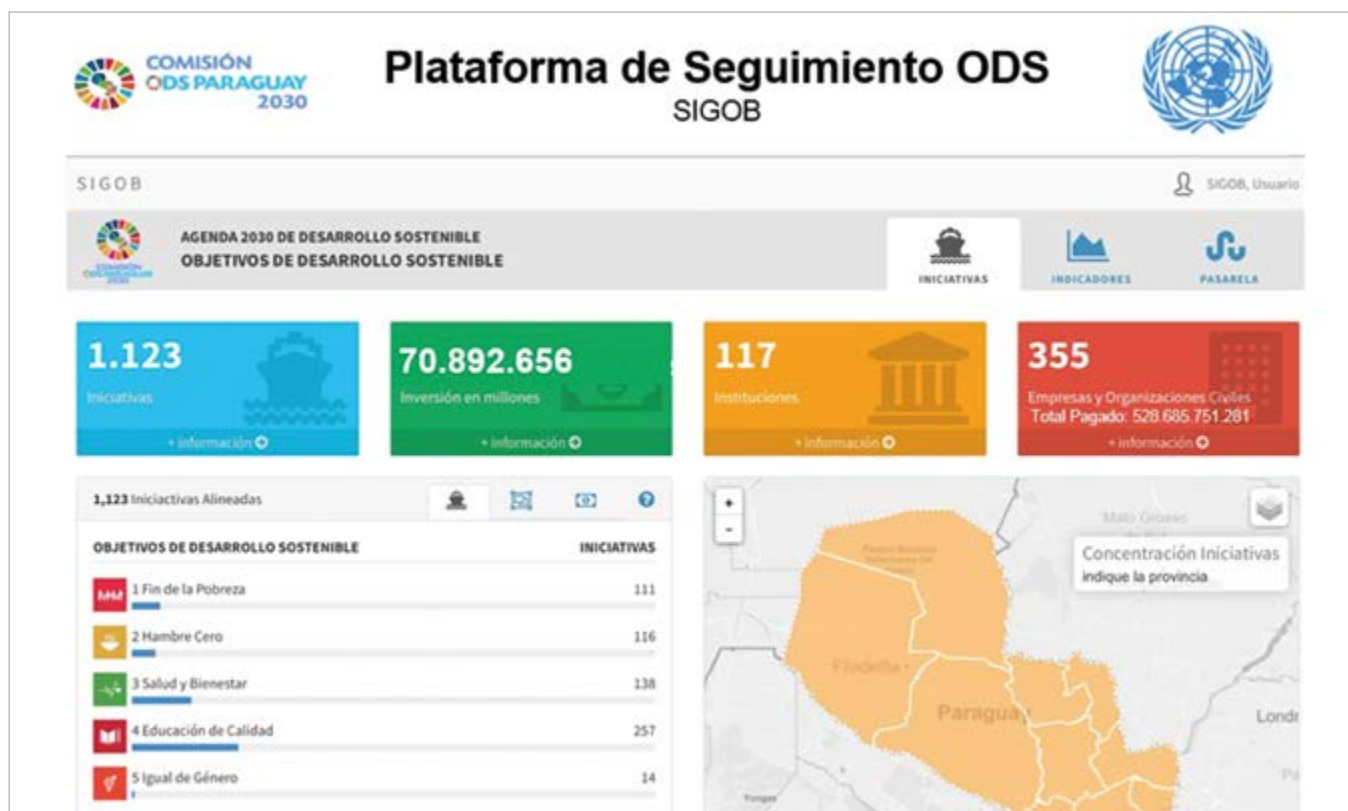 COMISIÓN
ODS PARAGUAY
2030
Plataforma de Seguimiento ODS
SIGOB
SIGOB
SIGOB, Usuario
AGENDA 2030 DE DESARROLLO SOSTENIBLE
OBJETIVOS DE DESARROLLO SOSTENIBLE
INICIATIVAS
INDICADORES
PASARELA
1.123
Iniciativas
+ información
70.892.656
Inversión en millones
+ información
117
Instituciones
+ información
355
Empresas y Organizaciones Civiles
Total Pagado: 528.685.751.281
+ información
1,123 Iniciactivas Alineadas
OBJETIVOS DE DESARROLLO SOSTENIBLE INICIATIVAS
1 Fin de la Pobreza 111
2 Hambre Cero 116
3 Salud y Bienestar 138
4 Educación de Calidad 257
5 Igual de Género 14
+
-
Mato Grosso
Concentración Iniciativas
indique la provincia
Filadelfia
Paraguay
Londr
Yungas